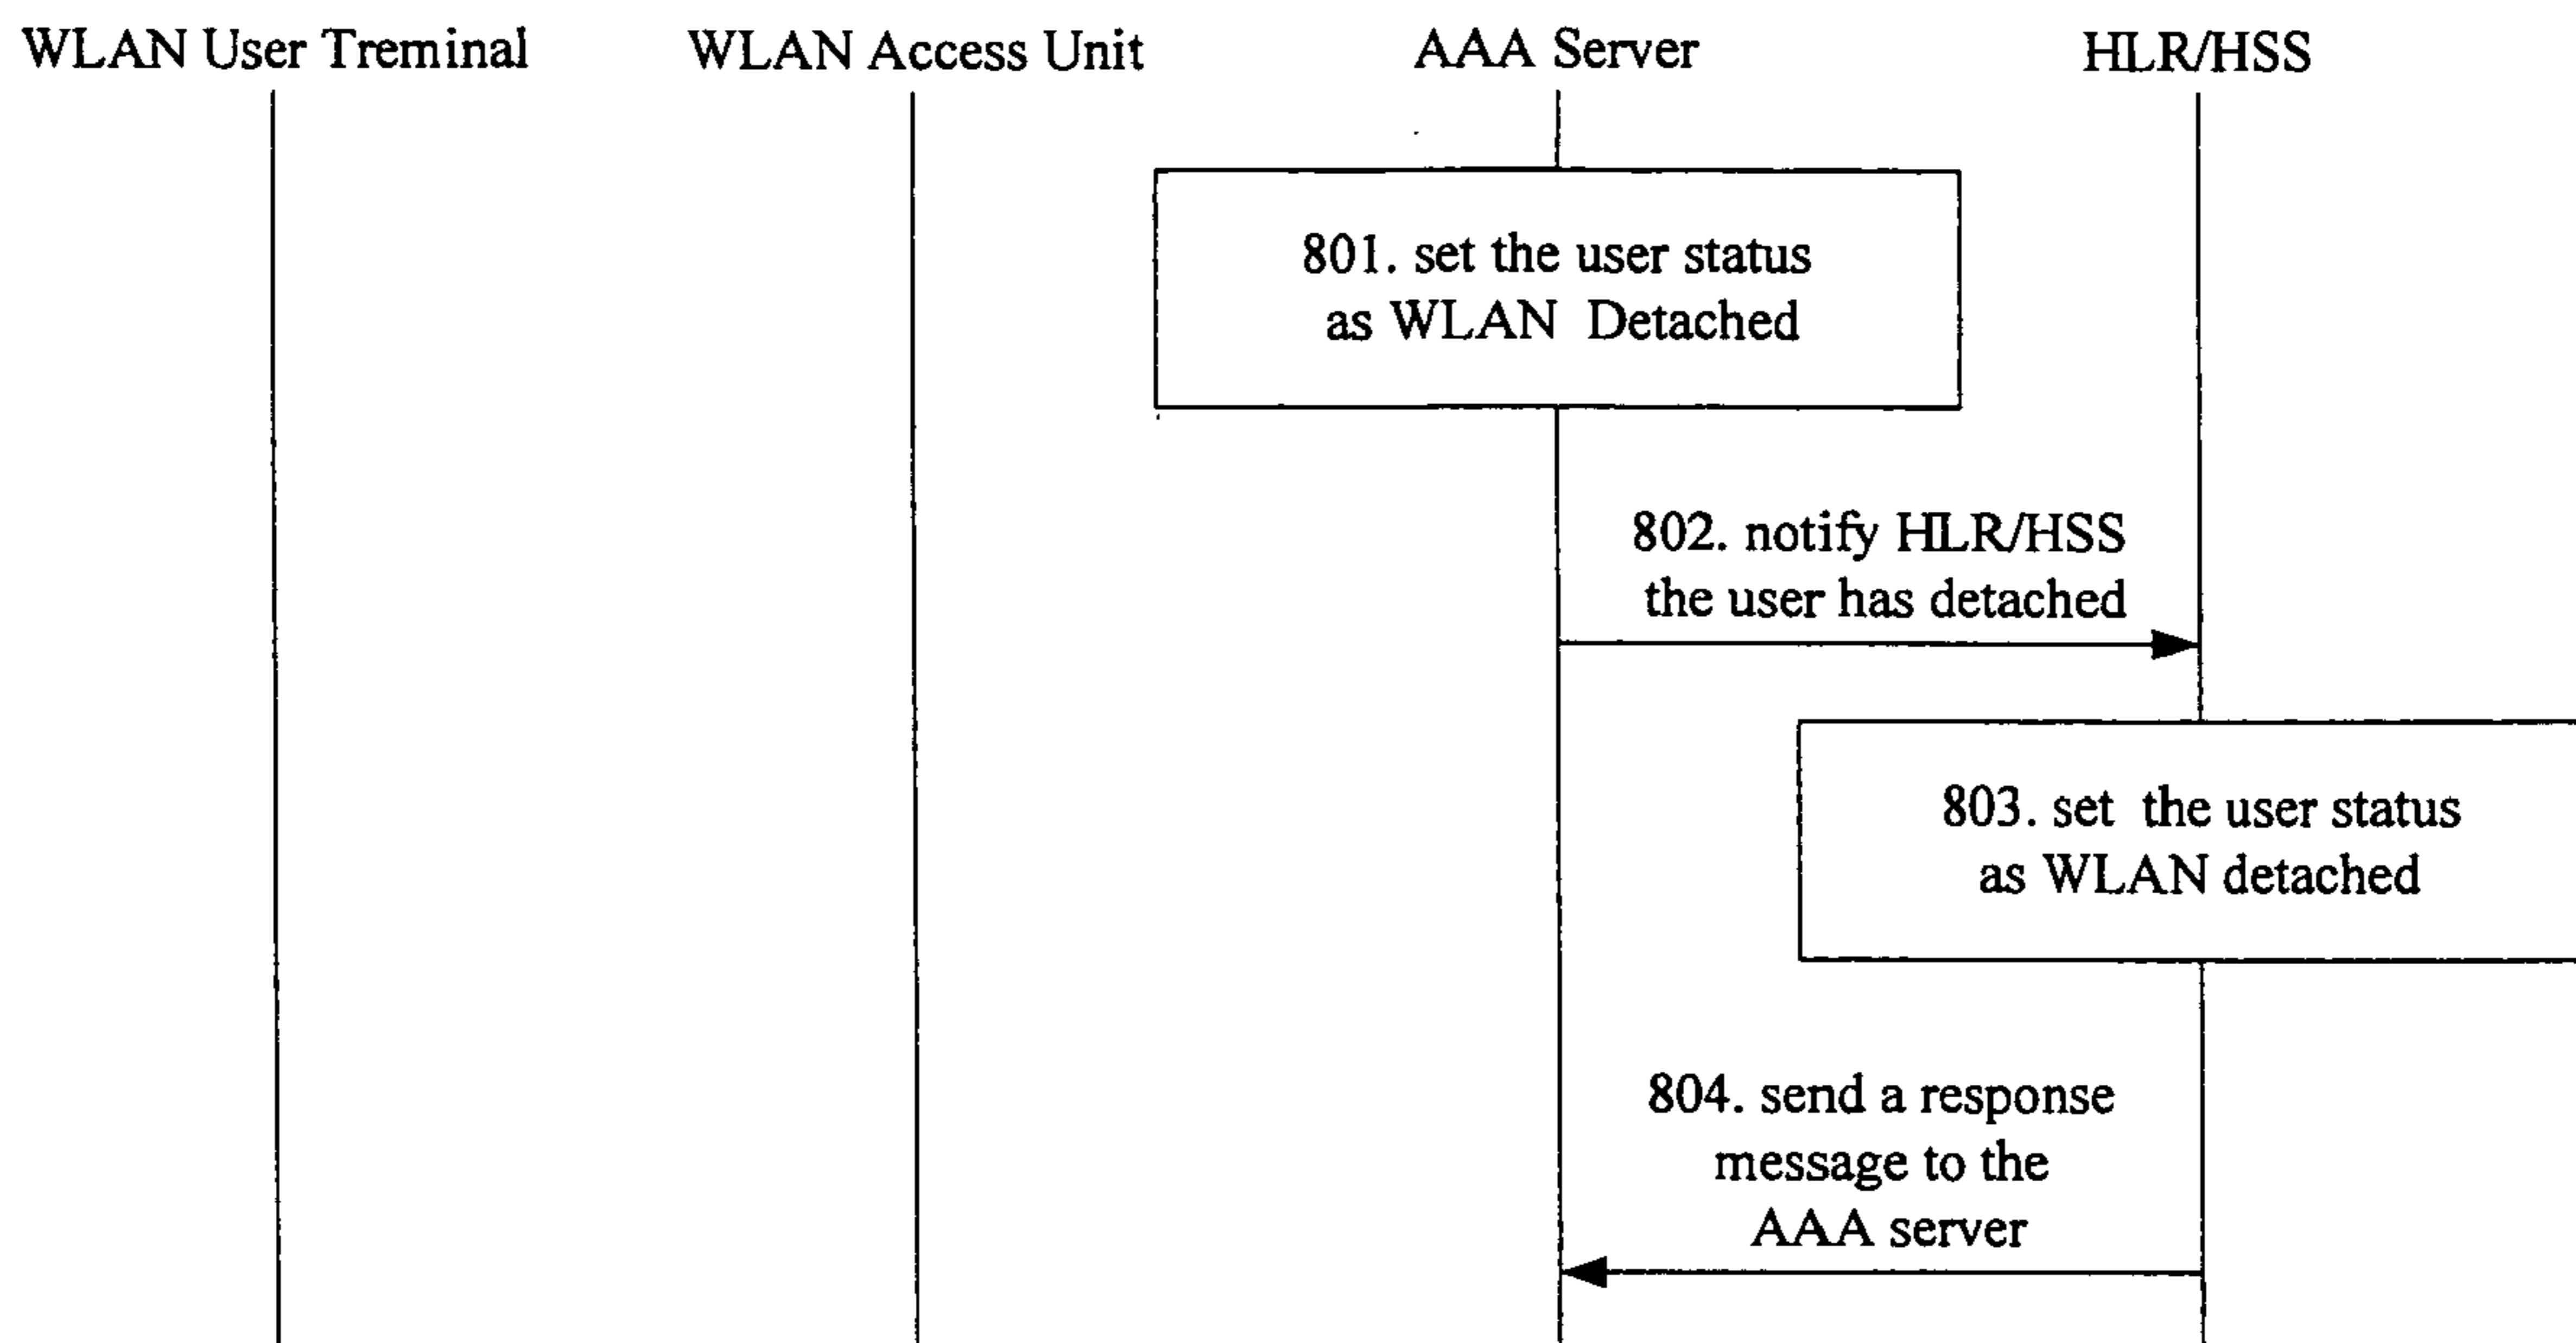 WLAN User Treminal
WLAN Access Unit
AAA Server
HLR/HSS
801. set the user status
as WLAN Detached
802. notify HLR/HSS
the user has detached
803. set the user status
as WLAN detached
804. send a response
message to the
AAA server